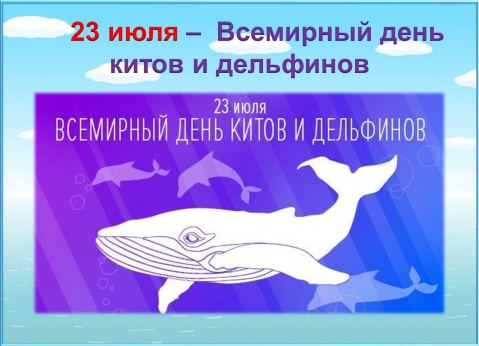 23 июля – Всемирный день
китов и дельфинов
23 июля
ВСЕМИРНЫЙ ДЕНЬ КИТОВ И ДЕЛЬФИНОВ